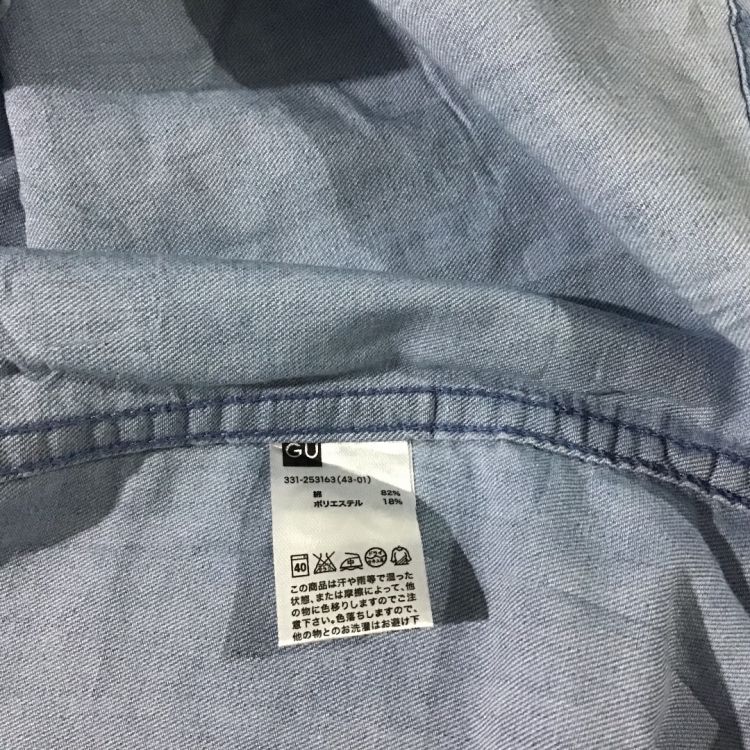 GU
331-253163(43-01)
綿 82%
ポリエステル 18%
40 中 ドライ
この商品は汗や雨等で湿った
状態、または摩擦によって、他
の物に色移りしますのでご注
意下さい。色落ちしますので、
他の物とのお洗濯はお避け下